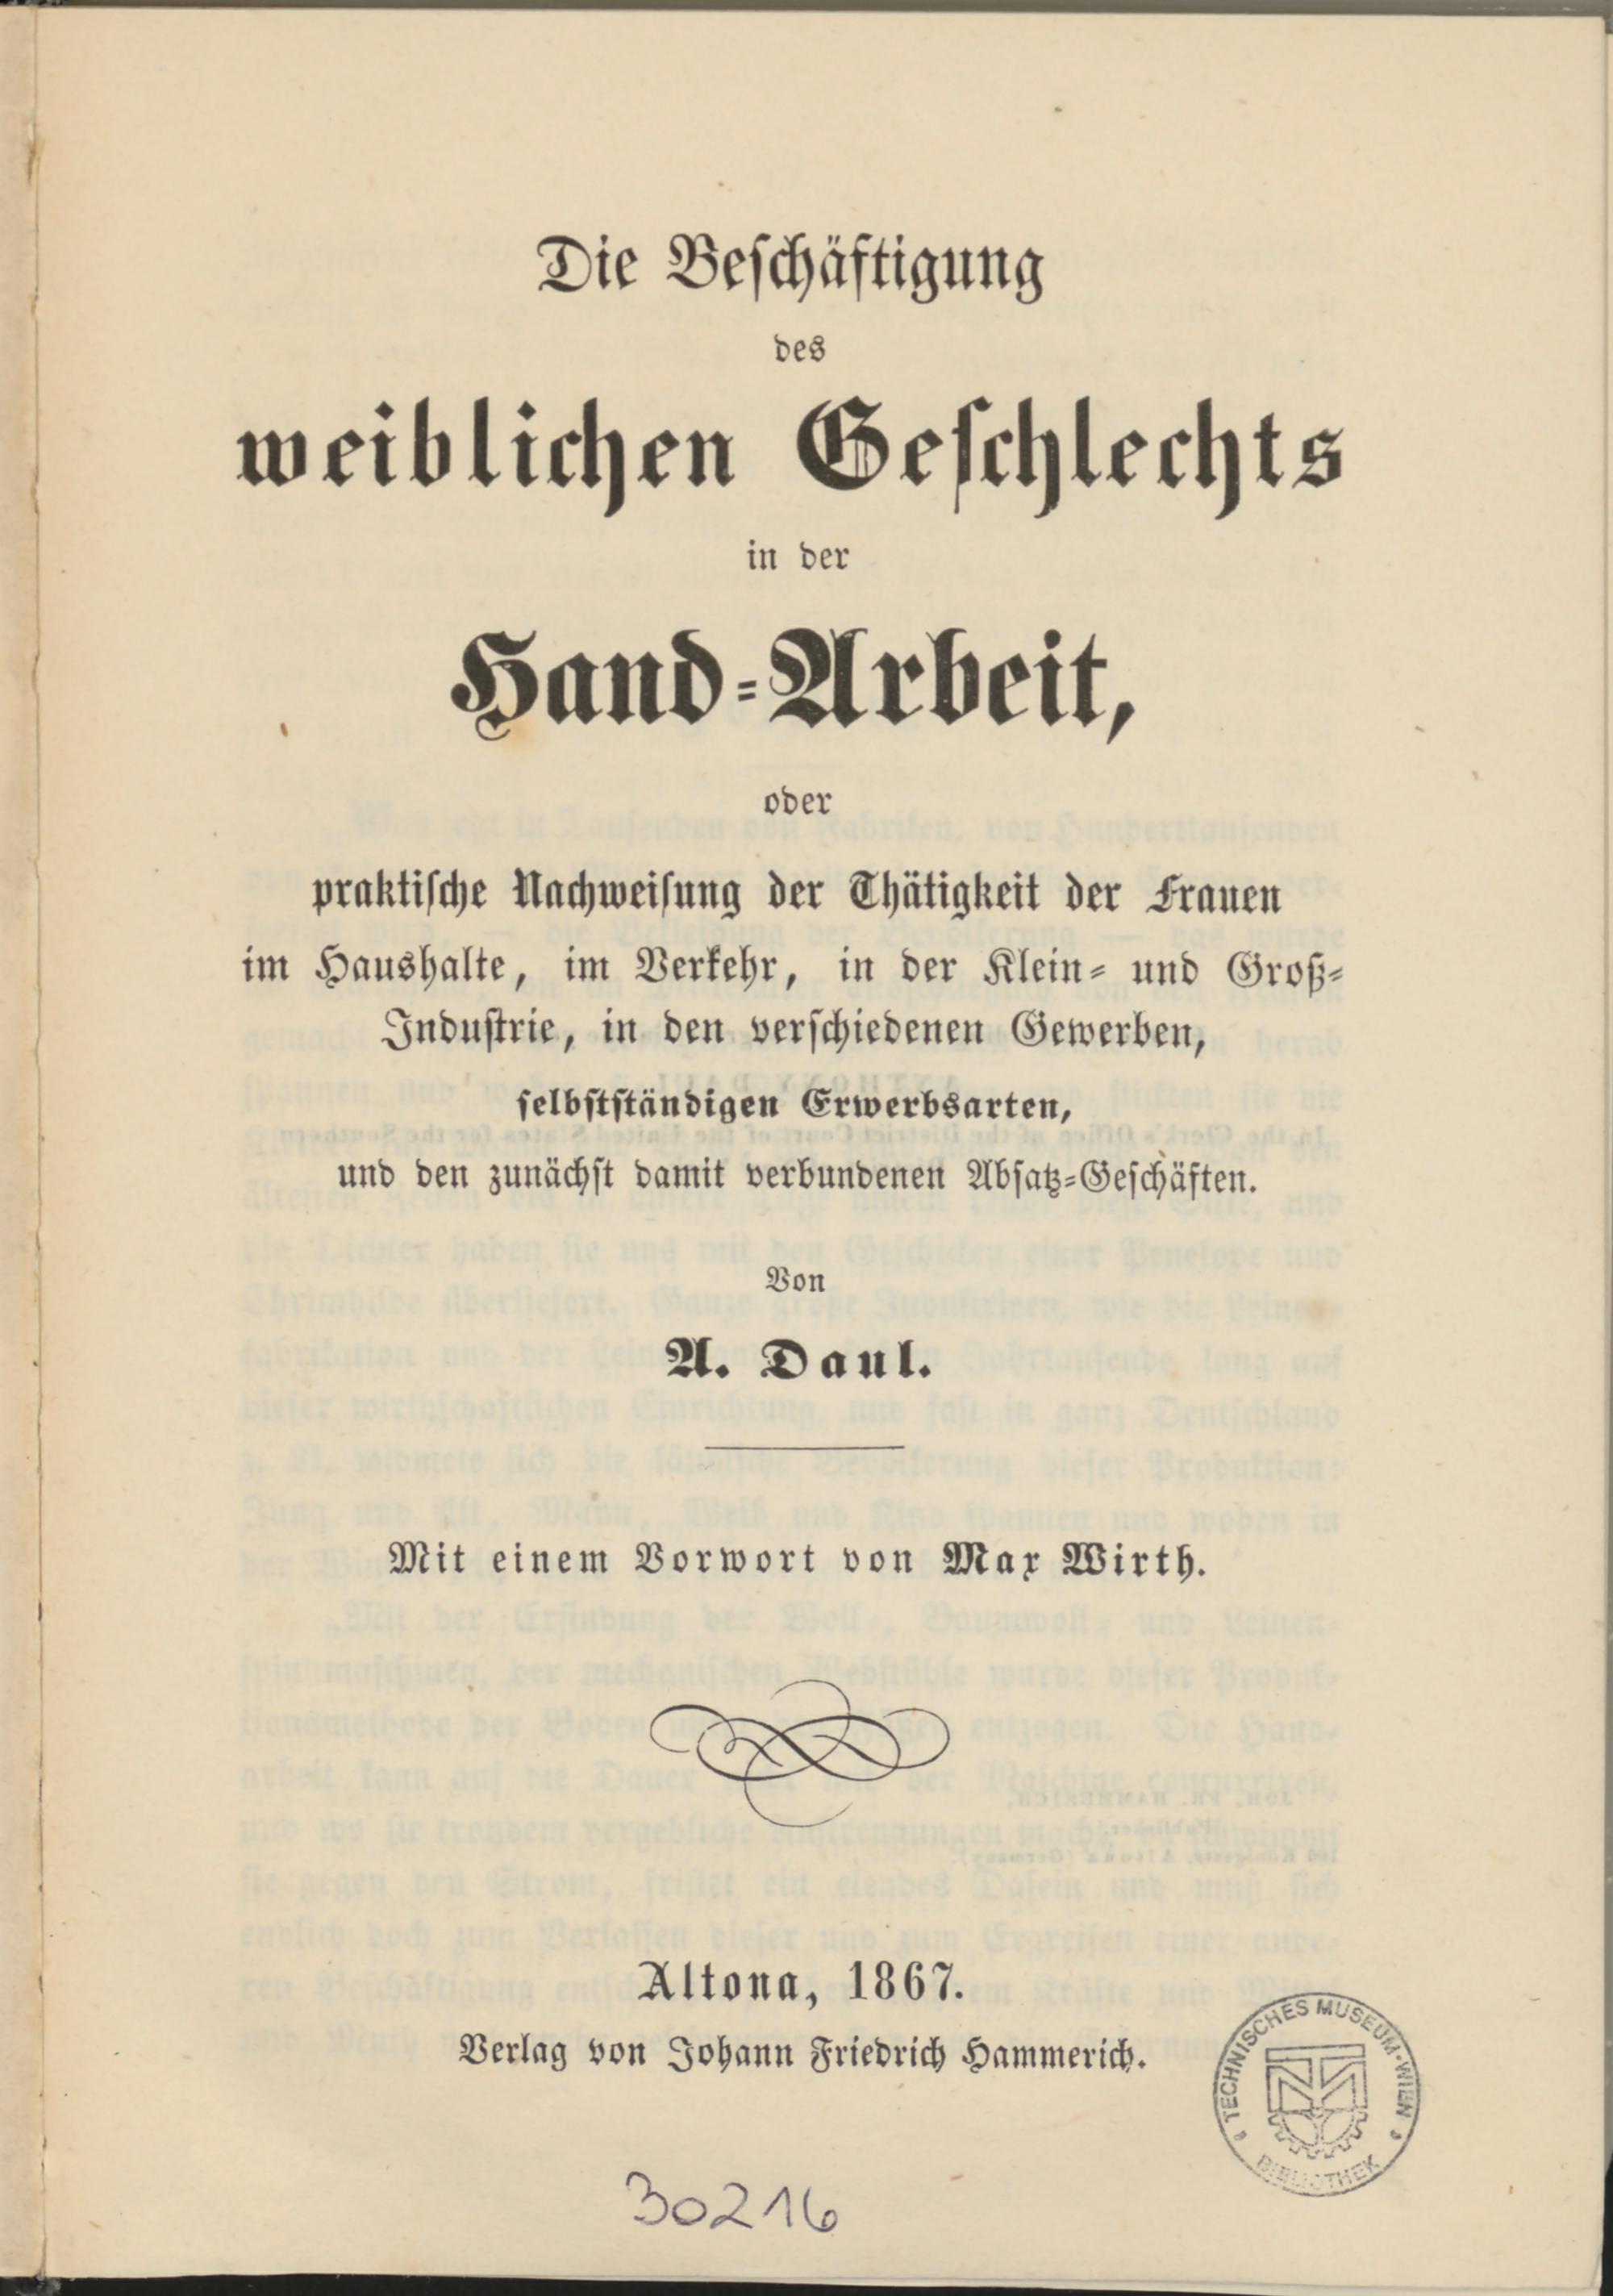 Die Beschäftigung
des
weiblichen Geschlechts
in der
Hand-Arbeit,
oder
praktische Nachweisung der Thätigkeit der Frauen
im Haushalte, im Verkehr, in der Klein- und Groß-
Industrie, in den verschiedenen Gewerben,
selbstständigen Erwerbsarten,
und den zunächst damit verbundenen Absatz-Geschäften.
Von
A. Daul.
Mit einem Vorwort von Max Wirth.
Altona, 1867.
Verlag von Johann Friedrich Hammerich.
TECHNISCHES MUSEUM·WIEN
BIBLIOTHEK
30216